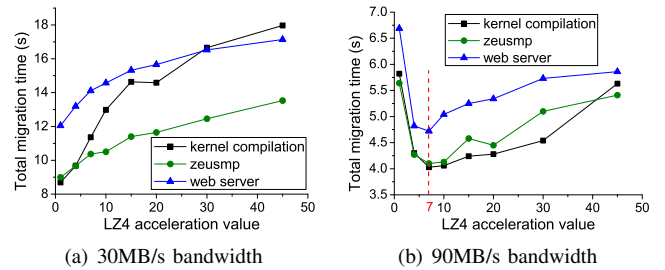 Total migration time (s)
18
16
14
12
10
8
kernel compilation
zeusmp
web server
0 10 20 30 40 50
LZ4 acceleration value
(a) 30MB/s bandwidth
Total migration time (s)
7.0
6.5
6.0
5.5
5.0
4.5
4.0
3.5
kernel compilation
zeusmp
web server
0 7 10 20 30 40 50
LZ4 acceleration value
(b) 90MB/s bandwidth